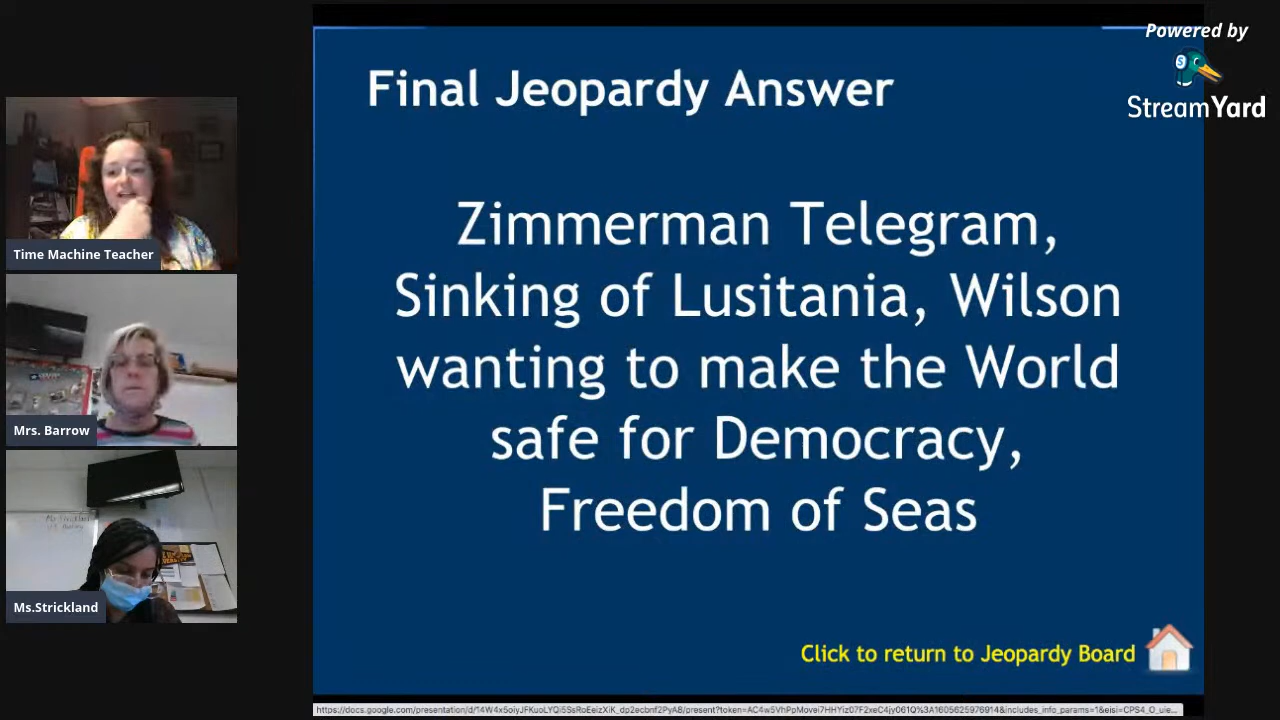 Powered by
StreamYard
Final Jeopardy Answer
Zimmerman Telegram,
Sinking of Lusitania, Wilson
wanting to make the World
safe for Democracy,
Freedom of Seas
Click to return to Jeopardy Board
Time Machine Teacher
Mrs. Barrow
Ms.Strickland